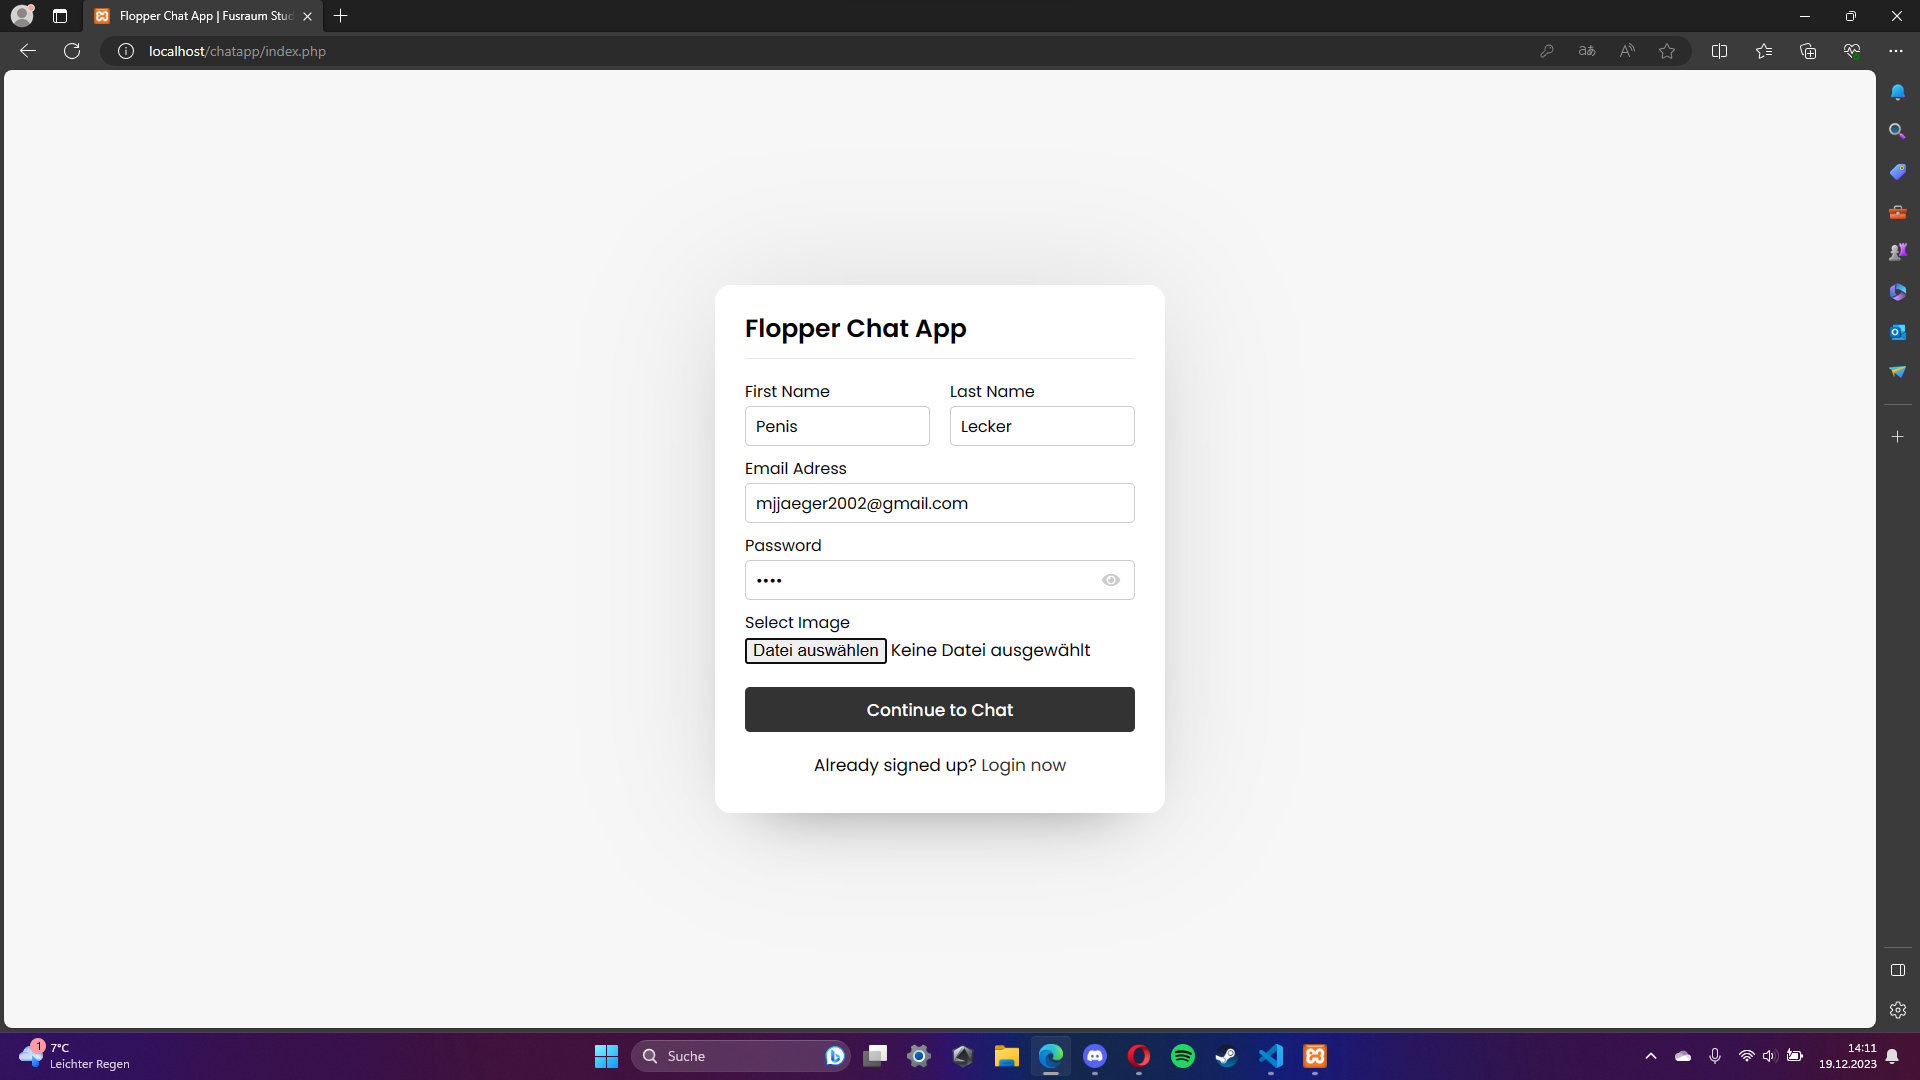 Flopper Chat App | Fusraum Stud
localhost/chatapp/index.php
Flopper Chat App
First Name
Last Name
Penis
Lecker
Email Adress
mjjaeger2002@gmail.com
Password
••••
Select Image
Datei auswählen Keine Datei ausgewählt
Continue to Chat
Already signed up? Login now
1
7°C
Leichter Regen
Suche
14:11
19.12.2023